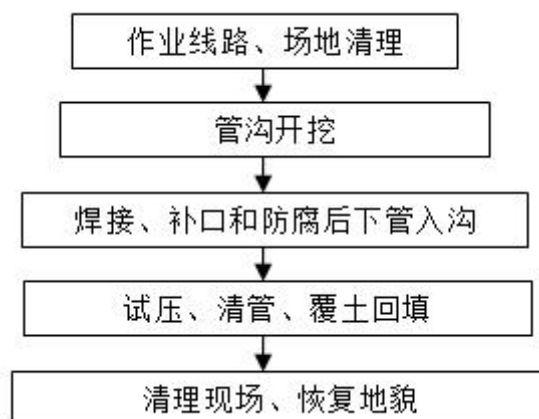 作业线路、场地清理
管沟开挖
焊接、补口和防腐后下管入沟
试压、清管、覆土回填
清理现场、恢复地貌